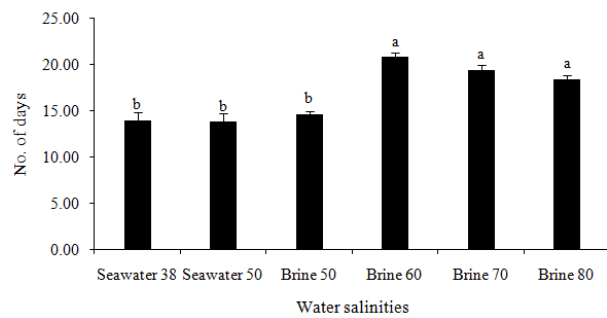 25.00
20.00
15.00
10.00
5.00
0.00
No. of days
b
b
b
a
a
a
Seawater 38 Seawater 50 Brine 50 Brine 60 Brine 70 Brine 80
Water salinities